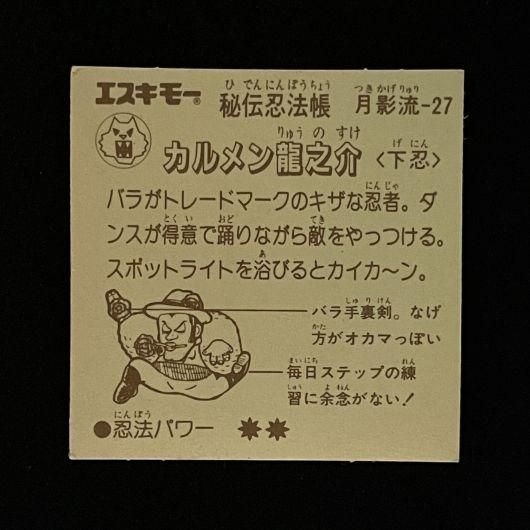 エスキモー®
ひでんにんぽうちょう
秘伝忍法帳
つきかげりゅう
月影流-27
りゅうのすけ
カルメン龍之介
げにん
〈下忍〉
にんじゃ
バラがトレードマークのキザな忍者。ダ
とくい おど てき
ンスが得意で踊りながら敵をやっつける。
あ
スポットライトを浴びるとカイカ〜ン。
しゅりけん
バラ手裏剣。なげ
かた
方がオカマっぽい
まいにち れん
毎日ステップの練
しゅう よねん
習に余念がない!
にんぽう
●忍法パワー